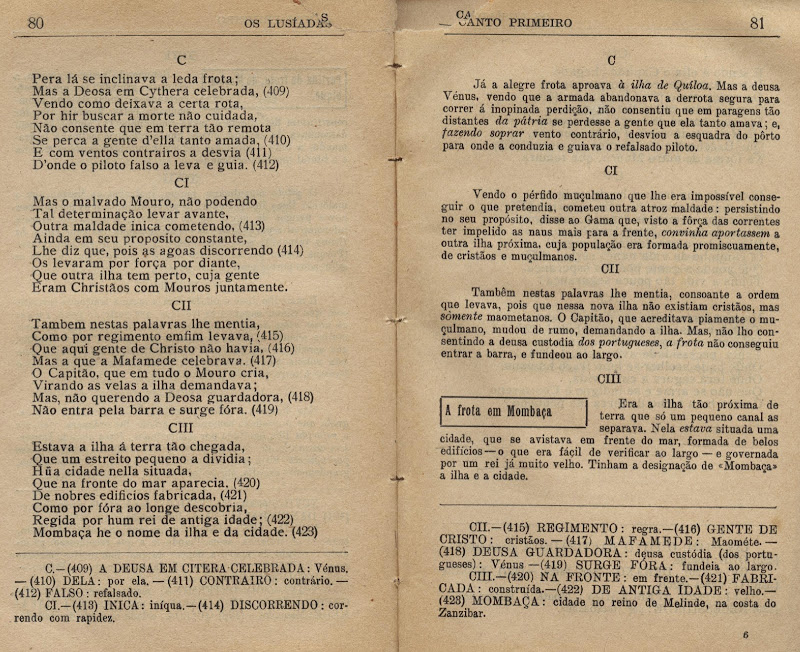 80 OS LUSÍADAS
C
Pera lá se inclinava a leda frota;
Mas a Deosa em Cythera celebrada, (409)
Vendo como deixava a certa rota,
Por hir buscar a morte não cuidada,
Não consente que em terra tão remota
Se perca a gente d'ella tanto amada, (410)
E com ventos contrairos a desvia (411)
D'onde o piloto falso a leva e guia. (412)
CI
Mas o malvado Mouro, não podendo
Tal determinação levar avante,
Outra maldade inica cometendo, (413)
Ainda em seu proposito constante,
Lhe diz que, pois as agoas discorrendo (414)
Os levaram por força por diante,
Que outra ilha tem perto, cuja gente
Eram Christãos com Mouros juntamente.
CII
Tambem nestas palavras lhe mentia,
Como por regimento emfim levava, (415)
Que aqui gente de Christo não havia, (416)
Mas a que a Mafamede celebrava. (417)
O Capitão, que em tudo o Mouro cria,
Virando as velas a ilha demandava;
Mas, não querendo a Deosa guardadora, (418)
Não entra pela barra e surge fóra. (419)
CIII
Estava a ilha á terra tão chegada,
Que um estreito pequeno a dividia;
Hũa cidade nella situada,
Que na fronte do mar aparecia. (420)
De nobres edificios fabricada, (421)
Como por fóra ao longe descobria,
Regida por hum rei de antiga idade; (422)
Mombaça he o nome da ilha e da cidade. (423)
C.—(409) A DEUSA EM CITERA CELEBRADA: Vénus.
— (410) DELA: por ela. — (411) CONTRAIRO: contrário. —
(412) FALSO: refalsado.
CI.—(413) INICA: iníqua.—(414) DISCORRENDO: cor-
rendo com rapidez.
CANTO PRIMEIRO 81
C
Já a alegre frota aproava à ilha de Quíloa. Mas a deusa
Vénus, vendo que a armada abandonava a derrota segura para
correr á inopinada perdição, não consentiu que em paragens tão
distantes da pátria se perdesse a gente que ela tanto amava; e,
fazendo soprar vento contrário, desviou a esquadra do pôrto
para onde a conduzia e guiava o refalsado piloto.
CI
Vendo o pérfido muçulmano que lhe era impossível conse-
guir o que pretendia, cometeu outra atroz maldade: persistindo
no seu propósito, disse ao Gama que, visto a fôrça das correntes
ter impelido as naus mais para a frente, convinha aportassem a
outra ilha próxima, cuja população era formada promiscuamente,
de cristãos e muçulmanos.
CII
Também nestas palavras lhe mentia, consoante a ordem
que levava, pois que nessa nova ilha não existiam cristãos, mas
sómente maometanos. O Capitão, que acreditava piamente o mu-
çulmano, mudou de rumo, demandando a ilha. Mas, não lho con-
sentindo a deusa custodia dos portugueses, a frota não conseguiu
entrar a barra, e fundeou ao largo.
CIII
A frota em Mombaça
Era a ilha tão próxima de
terra que só um pequeno canal as
separava. Nela estava situada uma
cidade, que se avistava em frente do mar, formada de belos
edifícios—o que era fácil de verificar ao largo — e governada
por um rei já muito velho. Tinham a designação de «Mombaça»
a ilha e a cidade.
CII.—(415) REGIMENTO: regra.—(416) GENTE DE
CRISTO: cristãos. — (417) MAFAMEDE: Maométe. —
(418) DEUSA GUARDADORA: deusa custódia (dos portu-
gueses): Vénus —(419) SURGE FÓRA: fundeia ao largo.
CIII.—(420) NA FRONTE: em frente.—(421) FABRI-
CADA: construída.—(422) DE ANTIGA IDADE: velho.—
(423) MOMBAÇA: cidade no reino de Melinde, na costa do
Zanzibar.
6